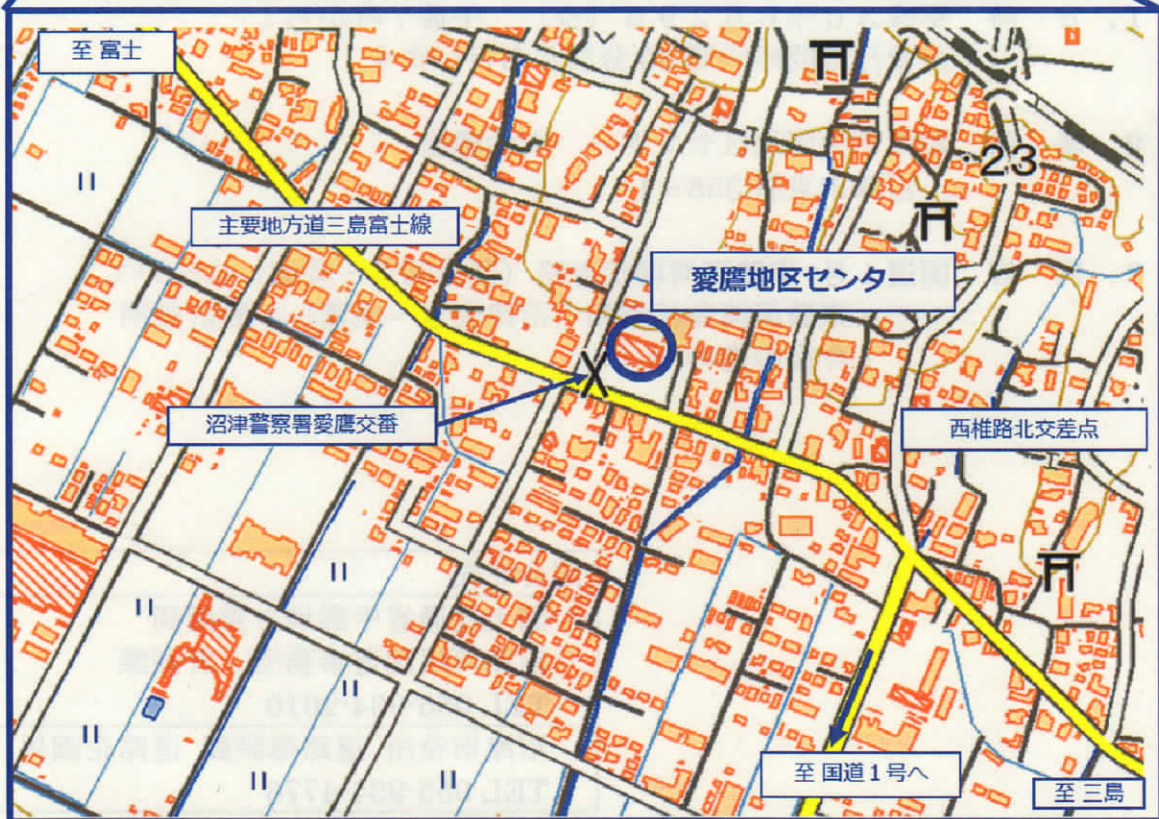 至 富士
主要地方道三島富士線
23
愛鷹地区センター
沼津警察署愛鷹交番
西椎路北交差点
至 国道1号へ
至 三島